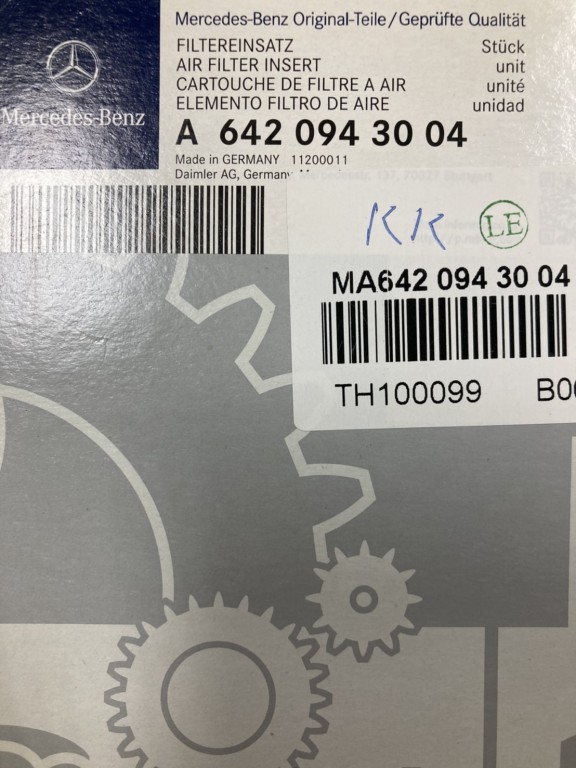 Mercedes-Benz
Mercedes-Benz Original-Teile/Geprüfte Qualität
FILTEREINSATZ Stück
AIR FILTER INSERT unit
CARTOUCHE DE FILTRE A AIR unité
ELEMENTO FILTRO DE AIRE unidad
A 642 094 30 04
Made in GERMANY 11200011
Daimler AG, Germany
KK LE
MA642 094 30 04
TH100099